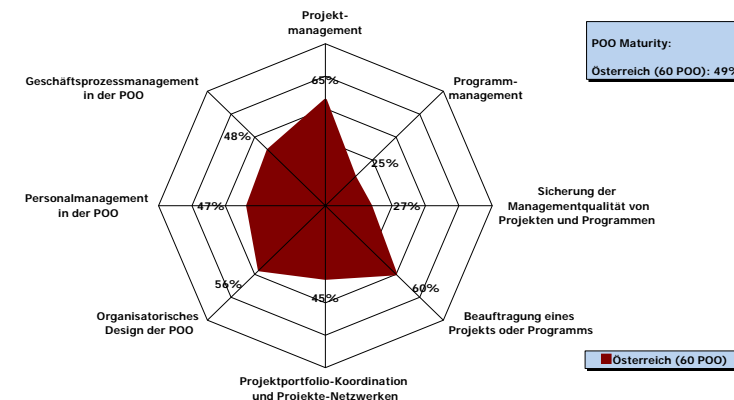 Projekt-
management
POO Maturity:
Österreich (60 POO): 49%
Geschäftsprozessmanagement
in der POO
65%
Programm-
management
48%
25%
Personalmanagement
in der POO
47%
27%
Sicherung der
Managementqualität von
Projekten und Programmen
56%
45%
60%
Organisatorisches
Design der POO
Beauftragung eines
Projekts oder Programms
Österreich (60 POO)
Projektportfolio-Koordination
und Projekte-Netzwerken